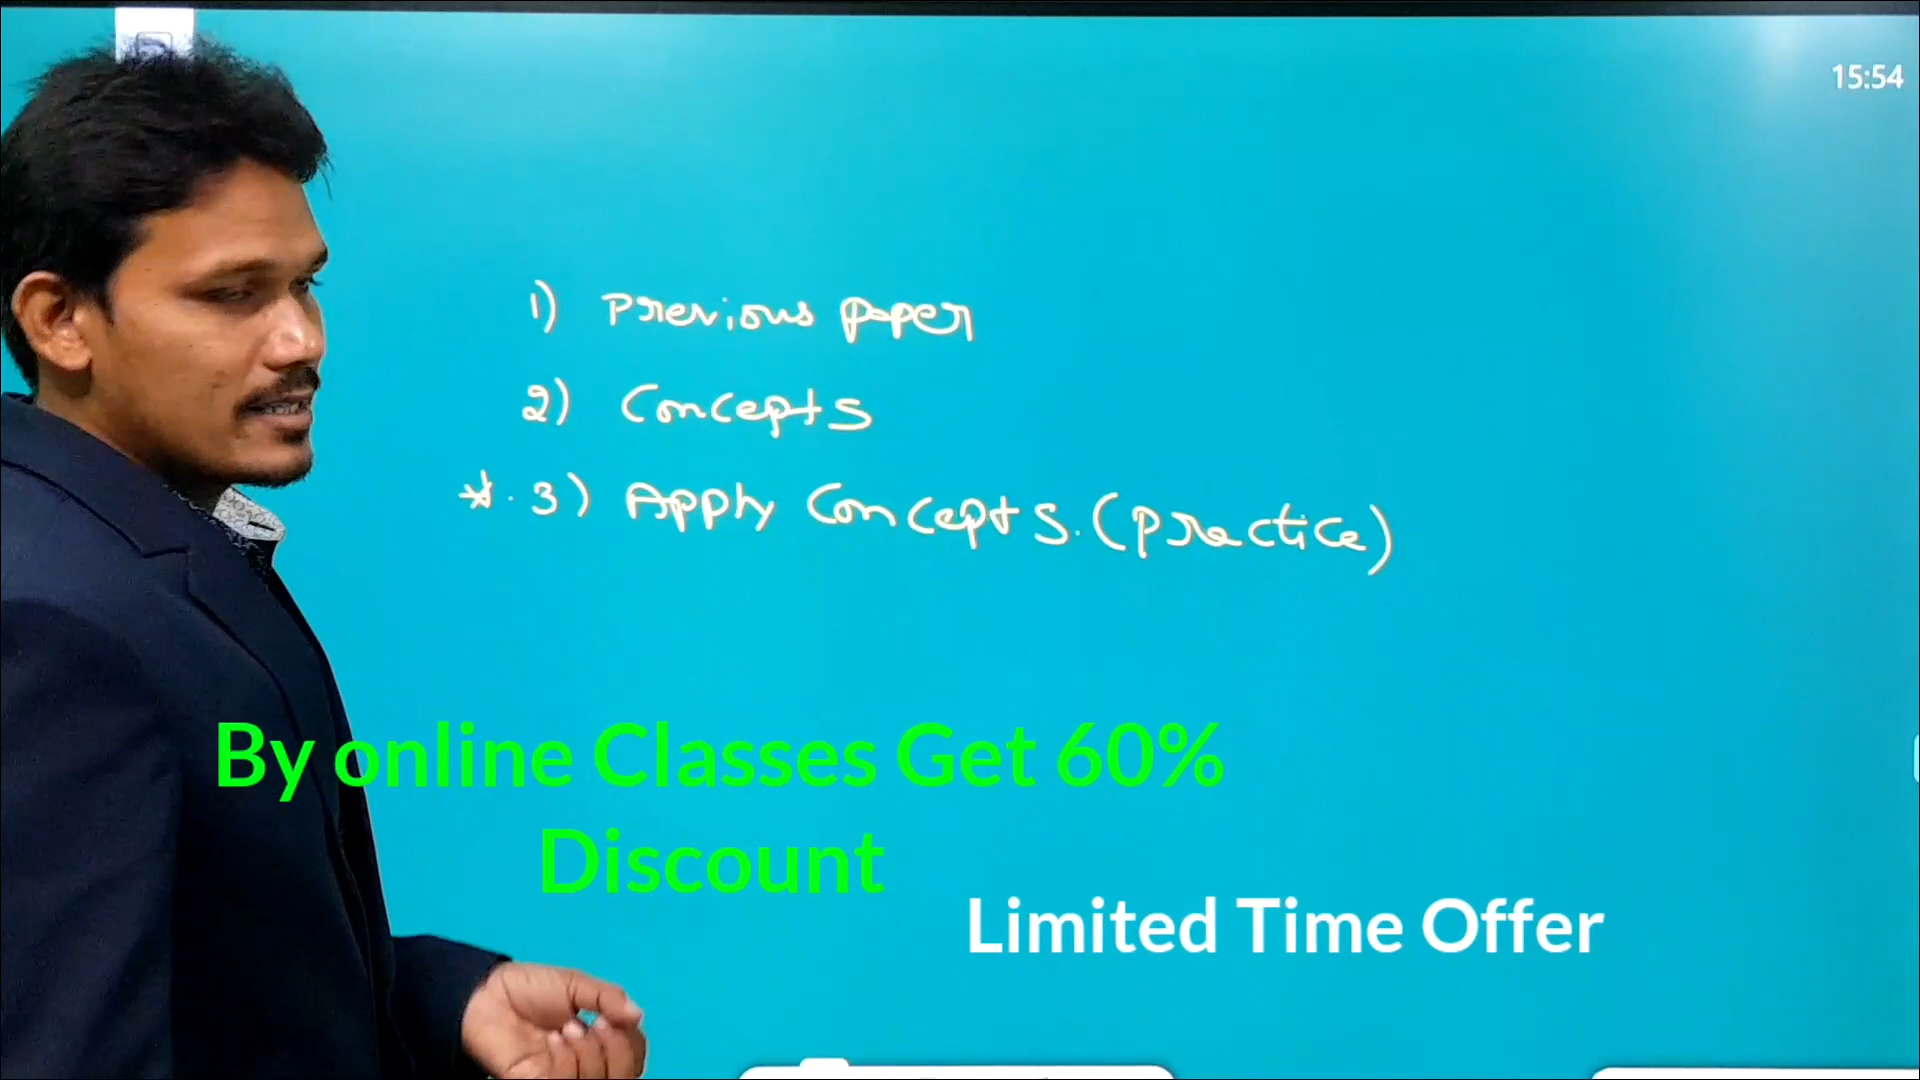 15:54
1) Previous paper
2) Concepts
*. 3) Apply Concepts. (practice)
By online Classes Get 60%
Discount
Limited Time Offer